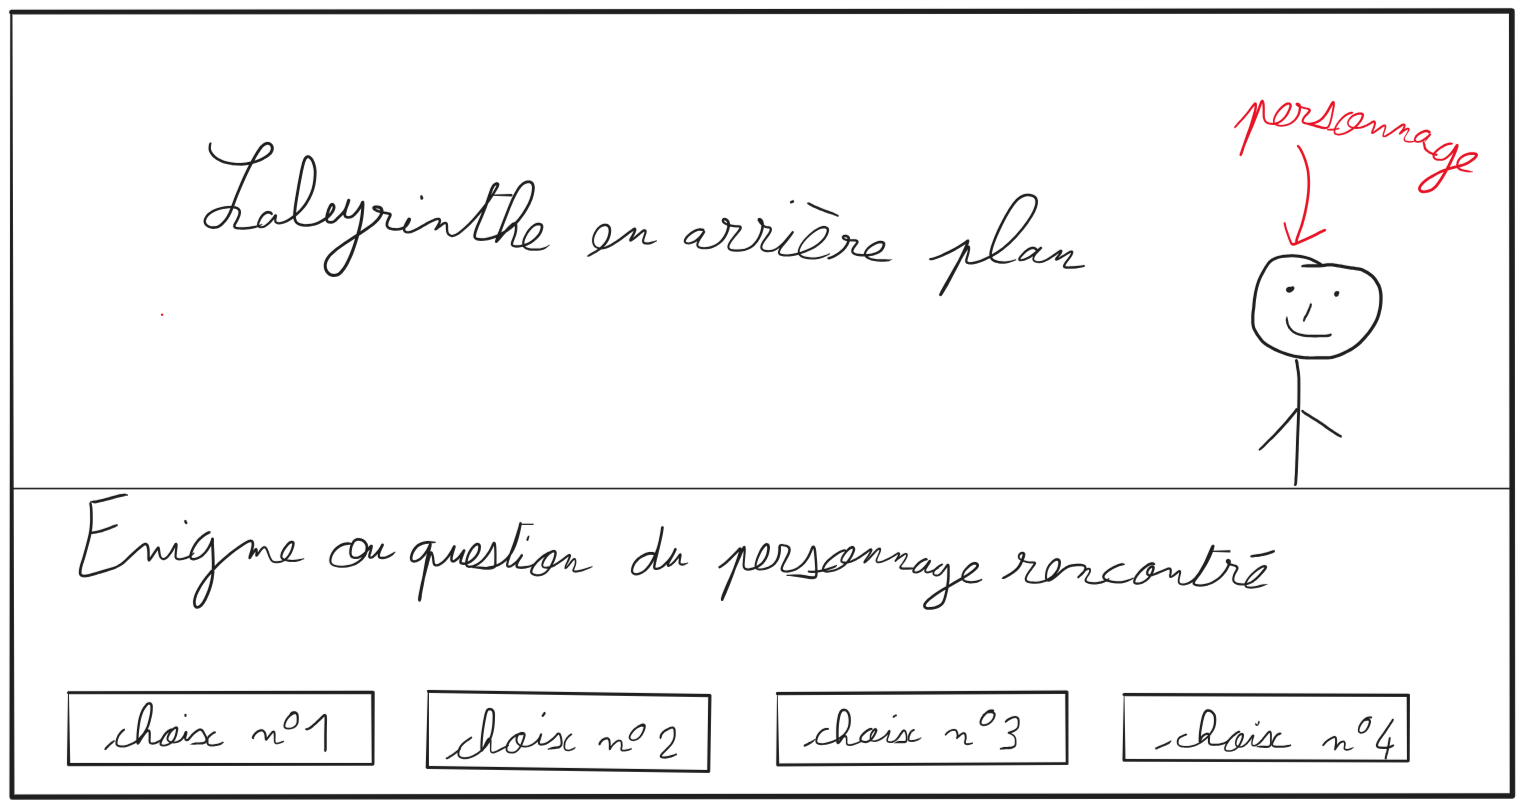 personnage
Labyrinthe en arrière plan
Enigme ou question du personnage rencontré
choix n°1
choix n°2
choix n°3
choix n°4